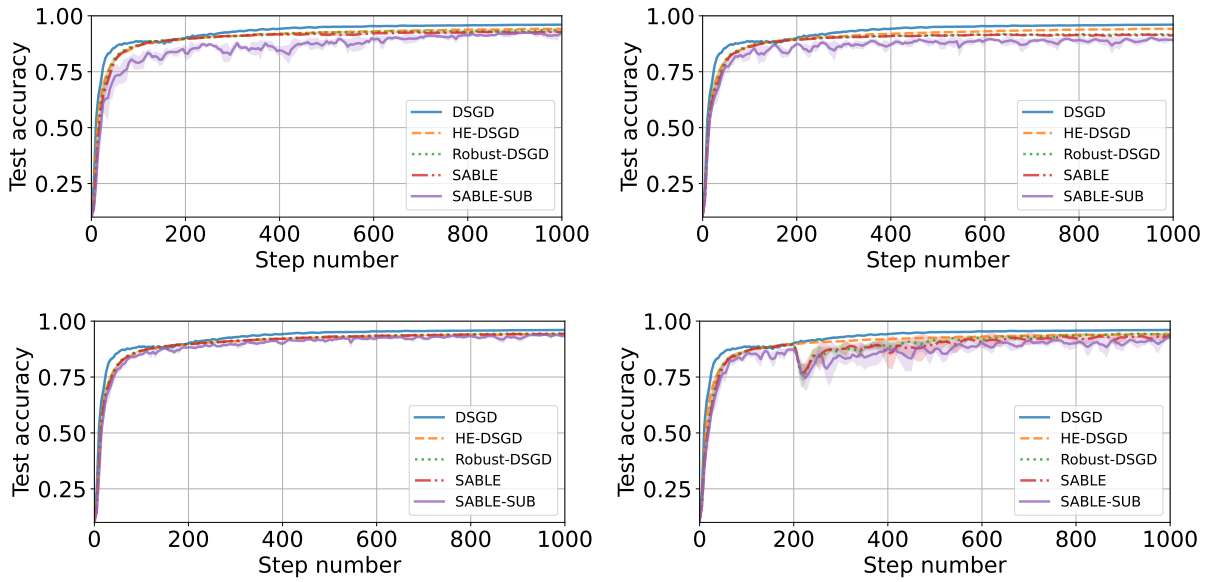 1.00
0.75
0.50
0.25
Test accuracy
DSGD
HE-DSGD
Robust-DSGD
SABLE
SABLE-SUB
0 200 400 600 800 1000
Step number
1.00
0.75
0.50
0.25
Test accuracy
DSGD
HE-DSGD
Robust-DSGD
SABLE
SABLE-SUB
0 200 400 600 800 1000
Step number
1.00
0.75
0.50
0.25
Test accuracy
DSGD
HE-DSGD
Robust-DSGD
SABLE
SABLE-SUB
0 200 400 600 800 1000
Step number
1.00
0.75
0.50
0.25
Test accuracy
DSGD
HE-DSGD
Robust-DSGD
SABLE
SABLE-SUB
0 200 400 600 800 1000
Step number